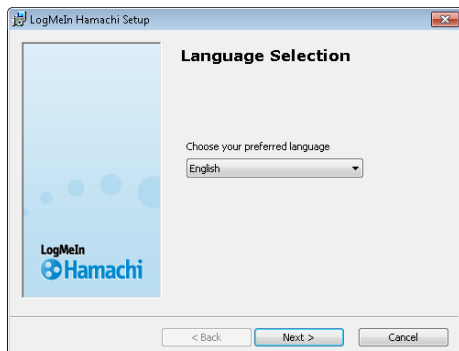 LogMeIn Hamachi Setup
Language Selection
Choose your preferred language
English
LogMeIn
Hamachi
< Back
Next >
Cancel